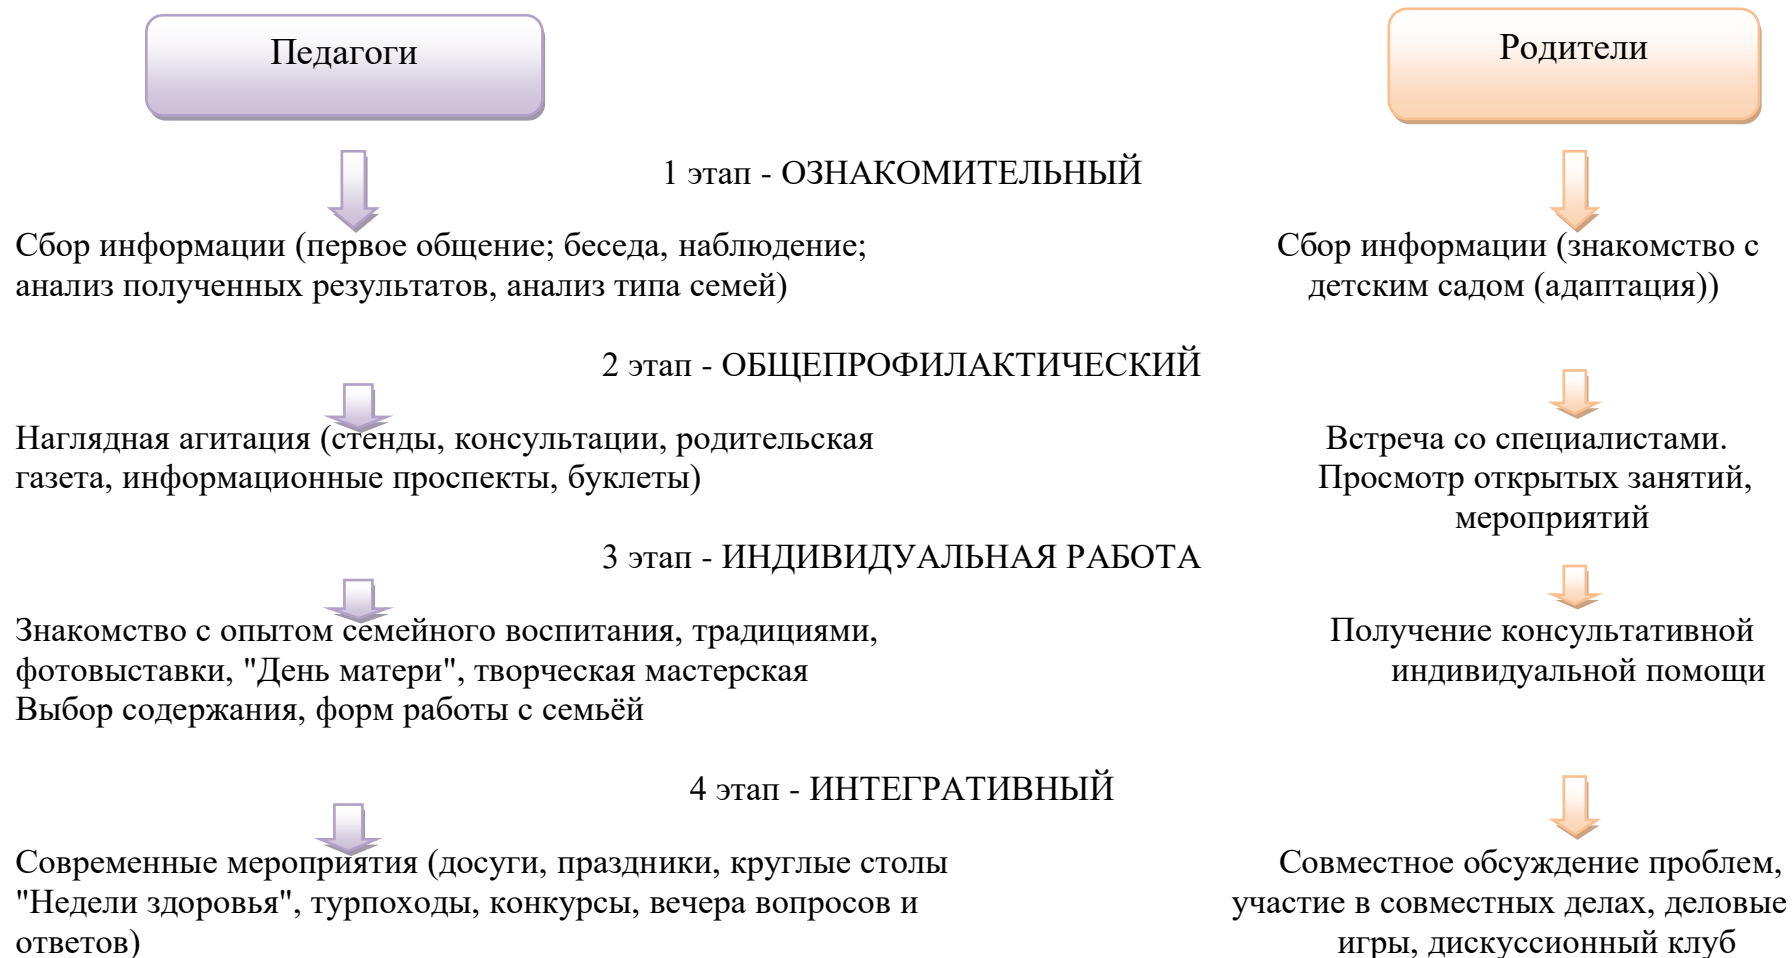 Педагоги
Родители
1 этап - ОЗНАКОМИТЕЛЬНЫЙ
Сбор информации (первое общение; беседа, наблюдение;
анализ полученных результатов, анализ типа семей)
Сбор информации (знакомство с
детским садом (адаптация))
2 этап - ОБЩЕПРОФИЛАКТИЧЕСКИЙ
Наглядная агитация (стенды, консультации, родительская
газета, информационные проспекты, буклеты)
Встреча со специалистами.
Просмотр открытых занятий,
мероприятий
3 этап - ИНДИВИДУАЛЬНАЯ РАБОТА
Знакомство с опытом семейного воспитания, традициями,
фотовыставки, "День матери", творческая мастерская
Выбор содержания, форм работы с семьёй
Получение консультативной
индивидуальной помощи
4 этап - ИНТЕГРАТИВНЫЙ
Современные мероприятия (досуги, праздники, круглые столы
"Недели здоровья", турпоходы, конкурсы, вечера вопросов и
ответов)
Совместное обсуждение проблем,
участие в совместных делах, деловые
игры, дискуссионный клуб